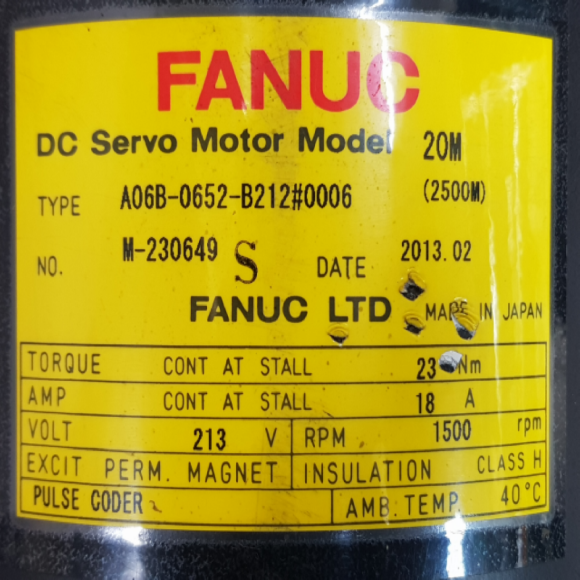 FANUC
DC Servo Motor Model 20M
TYPE A06B-0652-B212#0006 (2500M)
NO. M-230649 S DATE 2013.02
FANUC LTD MADE IN JAPAN
TORQUE CONT AT STALL 23 Nm
AMP CONT AT STALL 18 A
VOLT 213 V RPM 1500 rpm
EXCIT PERM. MAGNET INSULATION CLASS H
PULSE CODER AMB. TEMP. 40°C